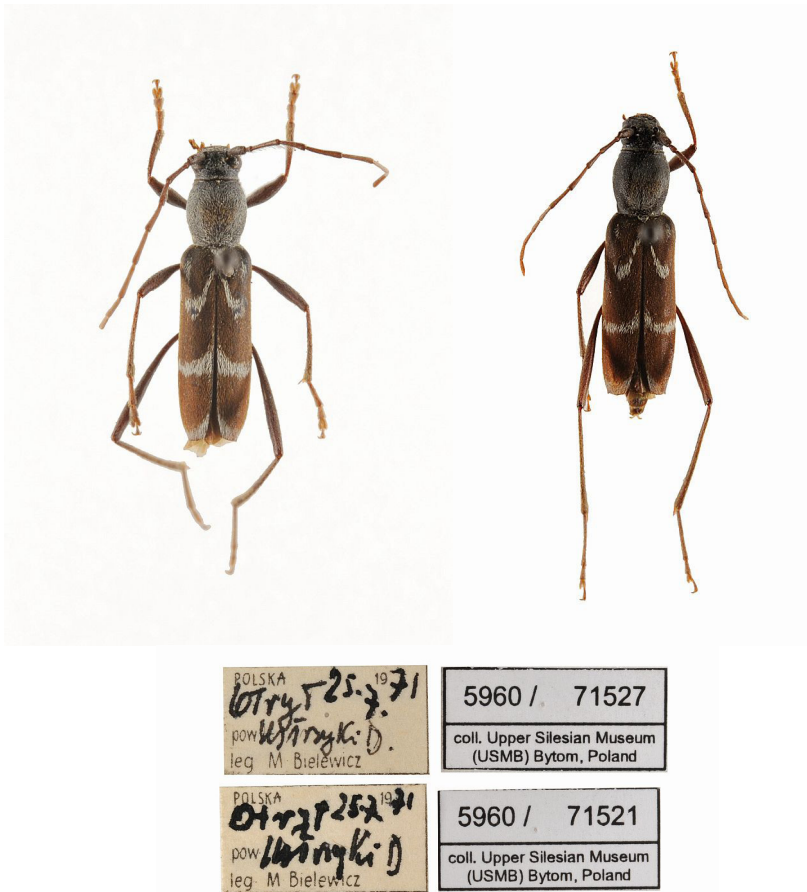 POLSKA 1971
Otryt 25.7.
pow Ustrzyki D.
leg M Bielewicz
5960 / 71527
coll. Upper Silesian Museum
(USMB) Bytom, Poland
POLSKA 1971
Otryt 25.7
pow Ustrzyki D
leg. M Bielewicz
5960 / 71521
coll. Upper Silesian Museum
(USMB) Bytom, Poland